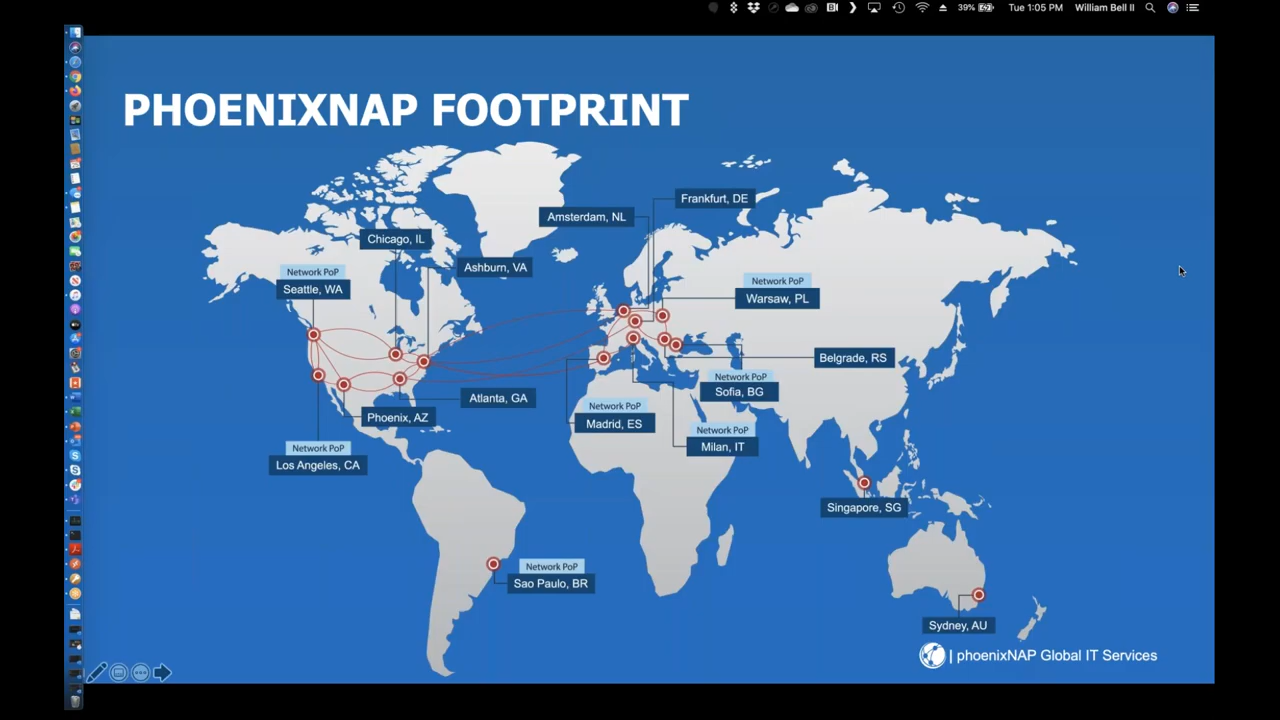 39%
Tue 1:05 PM
William Bell II
PHOENIXNAP FOOTPRINT
Frankfurt, DE
Amsterdam, NL
Chicago, IL
Ashburn, VA
Network PoP
Seattle, WA
Network PoP
Warsaw, PL
Belgrade, RS
Network PoP
Sofia, BG
Atlanta, GA
Phoenix, AZ
Network PoP
Madrid, ES
Network PoP
Milan, IT
Network PoP
Los Angeles, CA
Singapore, SG
Network PoP
Sao Paulo, BR
Sydney, AU
| phoenixNAP Global IT Services